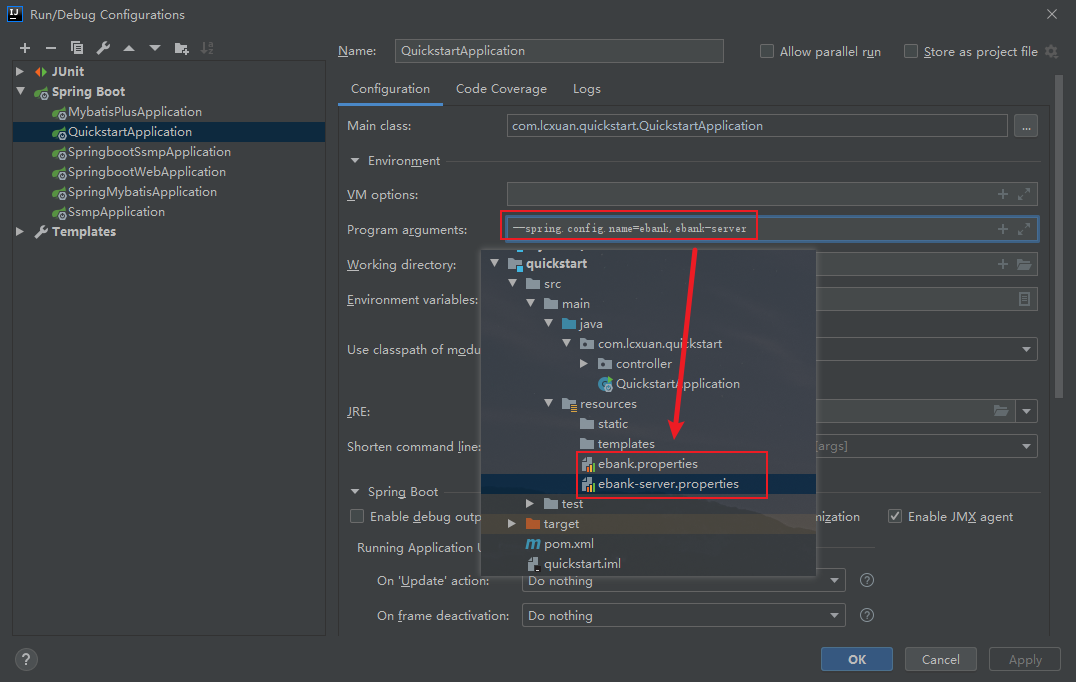 Run/Debug Configurations
Name: QuickstartApplication
Allow parallel run
Store as project file
JUnit
Spring Boot
MybatisPlusApplication
QuickstartApplication
SpringbootSsmpApplication
SpringbootWebApplication
SpringMybatisApplication
SsmpApplication
Templates
Configuration
Code Coverage
Logs
Main class: com.lcxuan.quickstart.QuickstartApplication
...
Environment
VM options:
Program arguments: --spring.config.name=ebank,ebank-server
Working directory:
Environment variables:
Use classpath of modu
JRE:
Shorten command line: [args]
quickstart
src
main
java
com.lcxuan.quickstart
controller
QuickstartApplication
resources
static
templates
ebank.properties
ebank-server.properties
test
target
pom.xml
quickstart.iml
Spring Boot
Enable debug outp
mization
Enable JMX agent
Running Application U
On 'Update' action: Do nothing
On frame deactivation: Do nothing
?
OK
Cancel
Apply